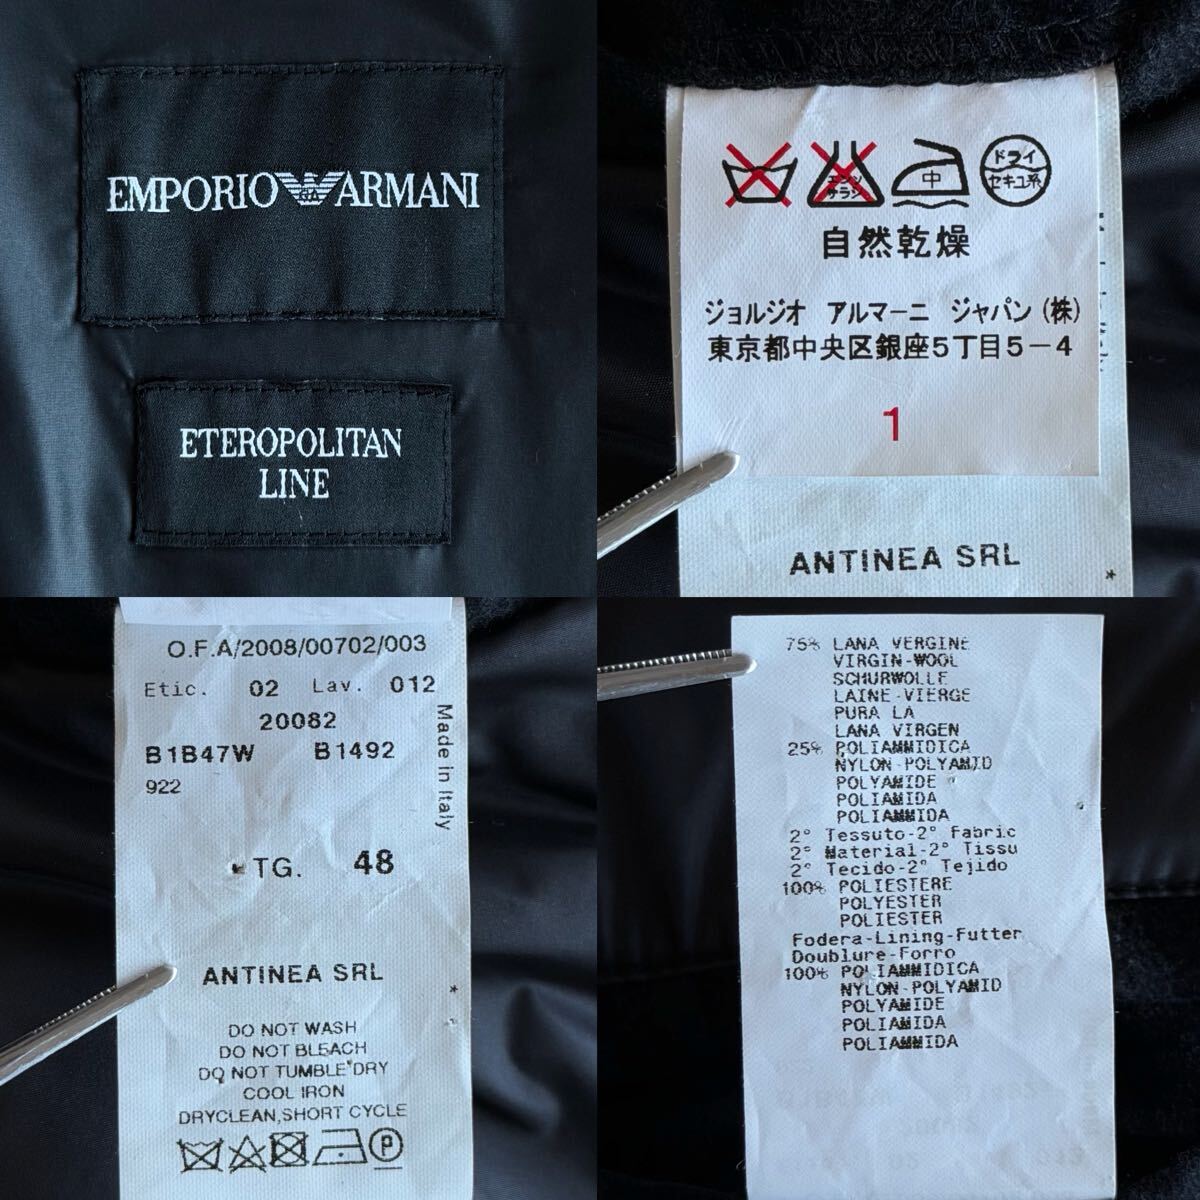 EMPORIO ARMANI
ETEROPOLITAN
LINE
エンソ
サラシ
中
ドライ
セキユ系
自然乾燥
ジョルジオ アルマーニ ジャパン (株)
東京都中央区銀座5丁目5-4
1
ANTINEA SRL
*
O.F.A/2008/00702/003
Etic. 02 Lav. 012
20082
B1B47W B1492
922
Made in Italy
TG. 48
ANTINEA SRL
*
DO NOT WASH
DO NOT BLEACH
DO NOT TUMBLE DRY
COOL IRON
DRYCLEAN,SHORT CYCLE
P
75% LANA VERGINE
VIRGIN-WOOL
SCHURWOLLE
LAINE-VIERGE
PURA LA
LANA VIRGEN
25% POLIAMMIDICA
NYLON-POLYAMID
POLYAMIDE
POLIAMIDA
POLIAMMIDA
2° Tessuto-2° Fabric
2° Material-2° Tissu
2° Tecido-2° Tejido
100% POLIESTERE
POLYESTER
POLIESTER
Fodera-Lining-Futter
Doublure-Forro
100% POLIAMMIDICA
NYLON-POLYAMID
POLYAMIDE
POLIAMIDA
POLIAMMIDA